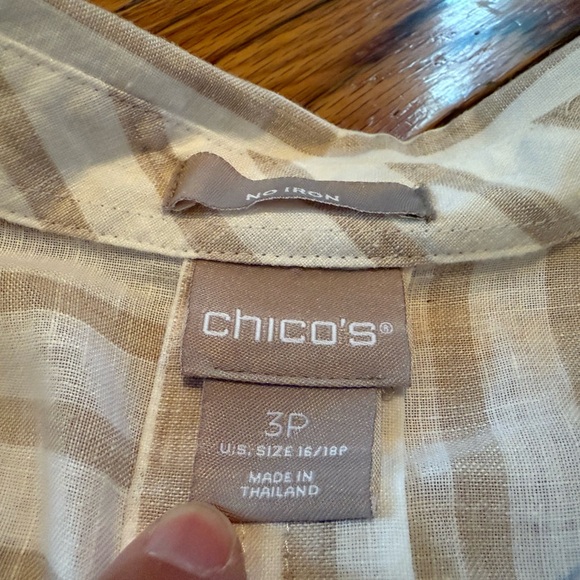 NO IRON
chico's®
3P
U.S. SIZE 16/18P
MADE IN
THAILAND